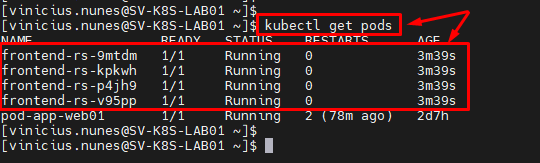 [vinicius.nunes@SV-K8S-LAB01 ~]$
[vinicius.nunes@SV-K8S-LAB01 ~]$ kubectl get pods
NAME READY STATUS RESTARTS AGE
frontend-rs-9mtdm 1/1 Running 0 3m39s
frontend-rs-kpkwh 1/1 Running 0 3m39s
frontend-rs-p4jh9 1/1 Running 0 3m39s
frontend-rs-v95pp 1/1 Running 0 3m39s
pod-app-web01 1/1 Running 2 (78m ago) 2d7h
[vinicius.nunes@SV-K8S-LAB01 ~]$
[vinicius.nunes@SV-K8S-LAB01 ~]$